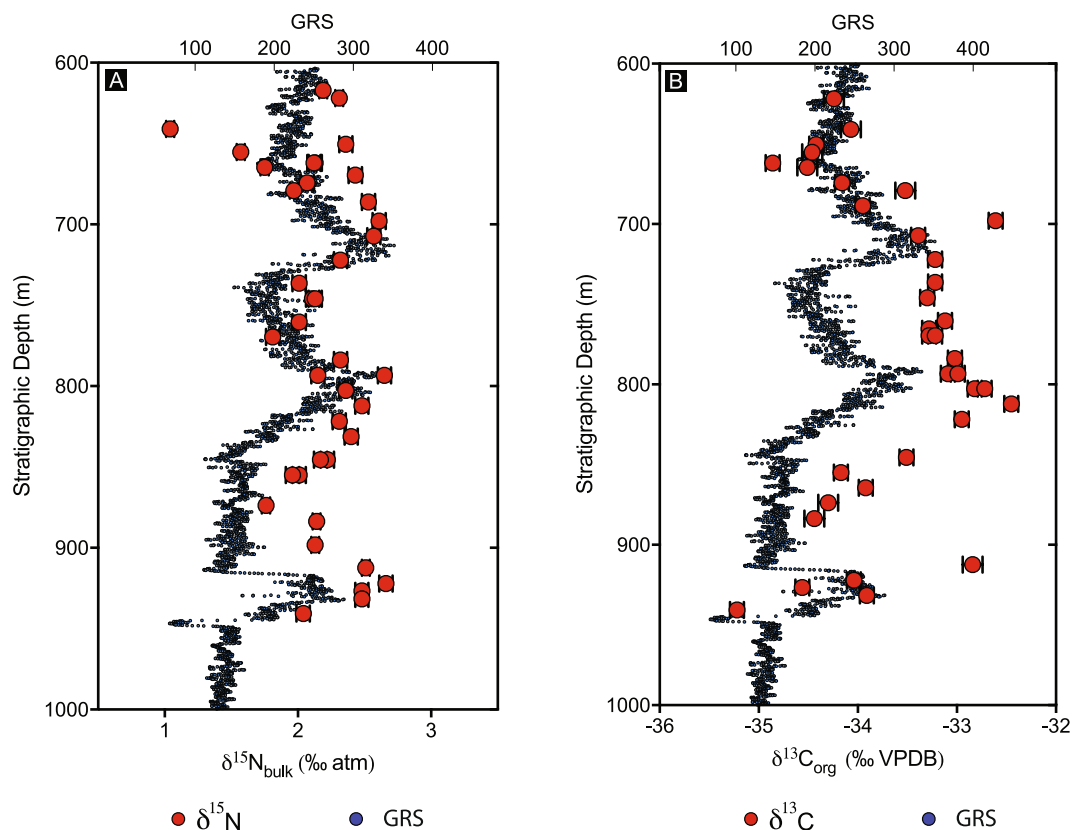 GRS
100 200 300 400
A
600
700
800
900
1000
Stratigraphic Depth (m)
1 2 3
δ¹⁵N_bulk (‰ atm)
δ¹⁵N GRS
GRS
100 200 300 400
B
600
700
800
900
1000
Stratigraphic Depth (m)
-36 -35 -34 -33 -32
δ¹³C_org (‰ VPDB)
δ¹³C GRS